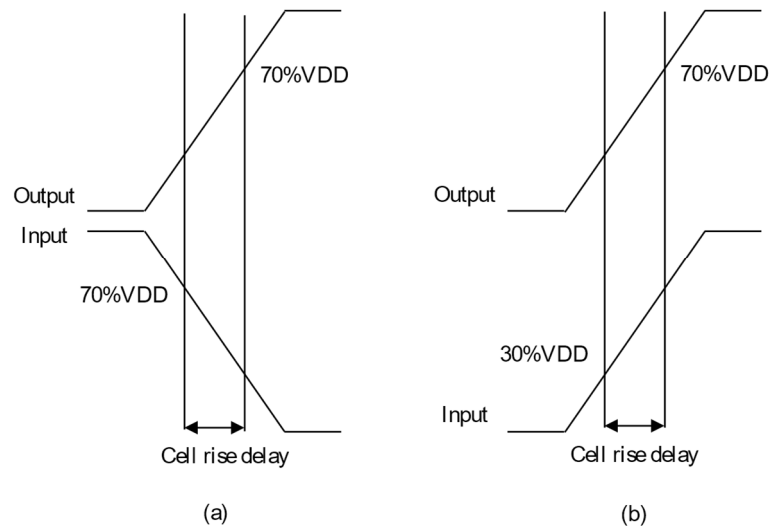 70%VDD
Output
Input
70%VDD
Cell rise delay
(a)
70%VDD
Output
30%VDD
Input
Cell rise delay
(b)